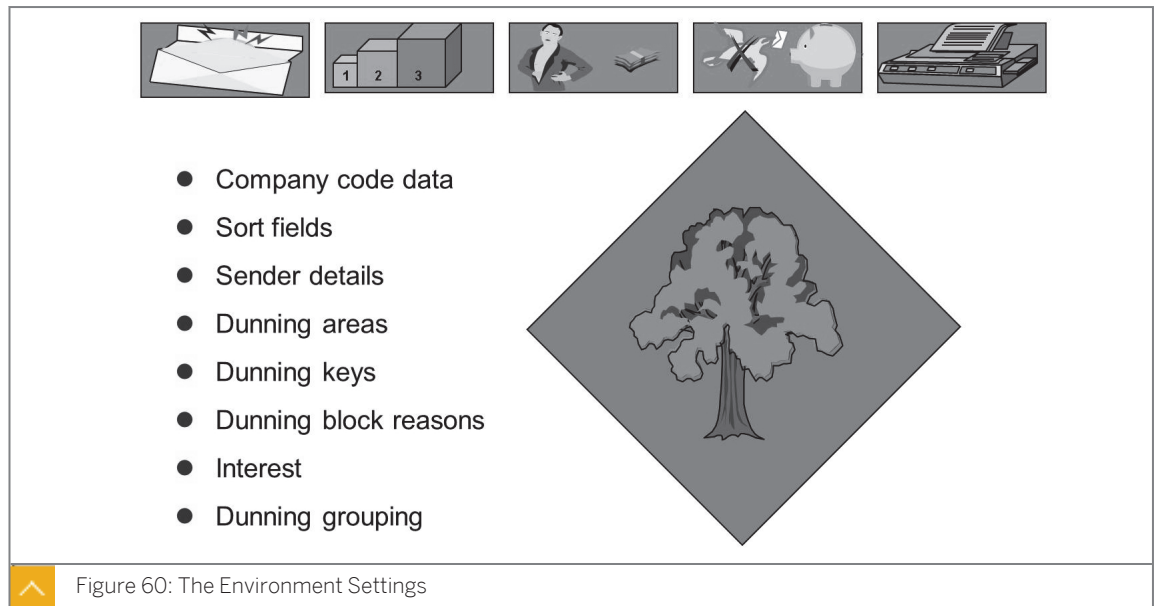 1 2 3
Company code data
Sort fields
Sender details
Dunning areas
Dunning keys
Dunning block reasons
Interest
Dunning grouping
Figure 60: The Environment Settings